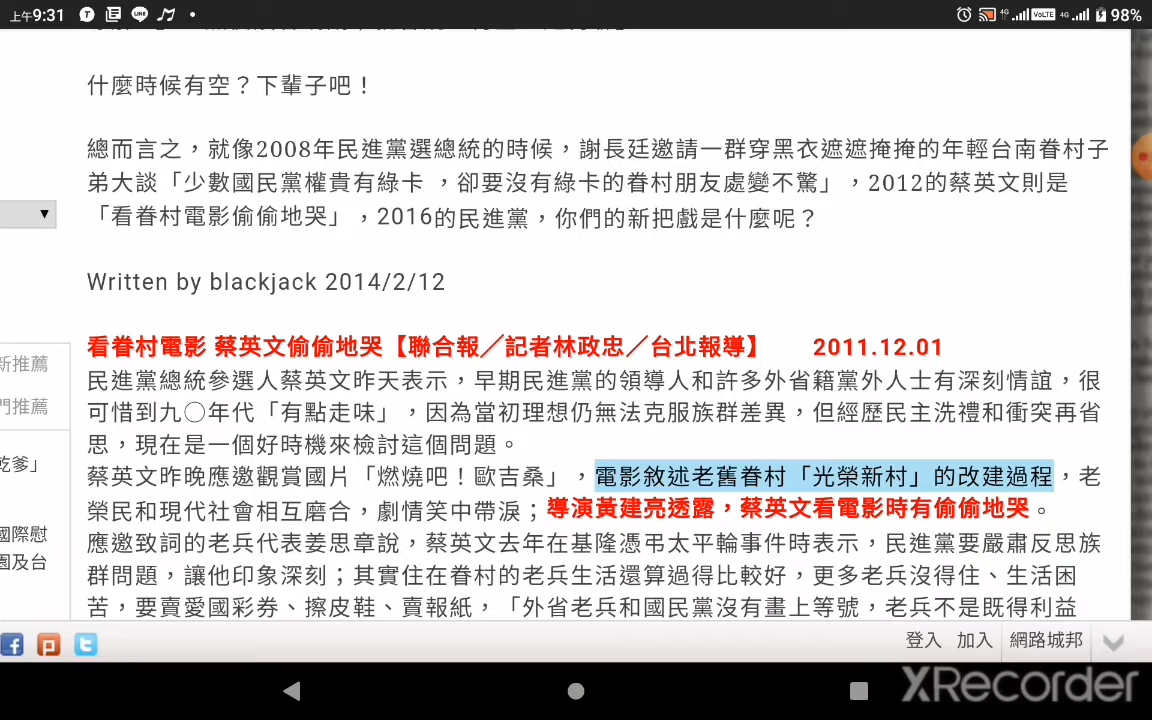 上午9:31
4G
VoLTE
4G
98%
什麼時候有空？下輩子吧！
總而言之，就像2008年民進黨選總統的時候，謝長廷邀請一群穿黑衣遮遮掩掩的年輕台南眷村子
弟大談「少數國民黨權貴有綠卡 ，卻要沒有綠卡的眷村朋友處變不驚」，2012的蔡英文則是
「看眷村電影偷偷地哭」，2016的民進黨，你們的新把戲是什麼呢？
Written by blackjack 2014/2/12
看眷村電影 蔡英文偷偷地哭【聯合報／記者林政忠／台北報導】 2011.12.01
民進黨總統參選人蔡英文昨天表示，早期民進黨的領導人和許多外省籍黨外人士有深刻情誼，很
可惜到九〇年代「有點走味」，因為當初理想仍無法克服族群差異，但經歷民主洗禮和衝突再省
思，現在是一個好時機來檢討這個問題。
蔡英文昨晚應邀觀賞國片「燃燒吧！歐吉桑」，電影敘述老舊眷村「光榮新村」的改建過程，老
榮民和現代社會相互磨合，劇情笑中帶淚；導演黃建亮透露，蔡英文看電影時有偷偷地哭。
應邀致詞的老兵代表姜思章說，蔡英文去年在基隆憑弔太平輪事件時表示，民進黨要嚴肅反思族
群問題，讓他印象深刻；其實住在眷村的老兵生活還算過得比較好，更多老兵沒得住、生活困
苦，要賣愛國彩券、擦皮鞋、賣報紙，「外省老兵和國民黨沒有畫上等號，老兵不是既得利益
新推薦
門推薦
乾爹」
國際慰
園及台
登入 加入 網路城邦
XRecorder